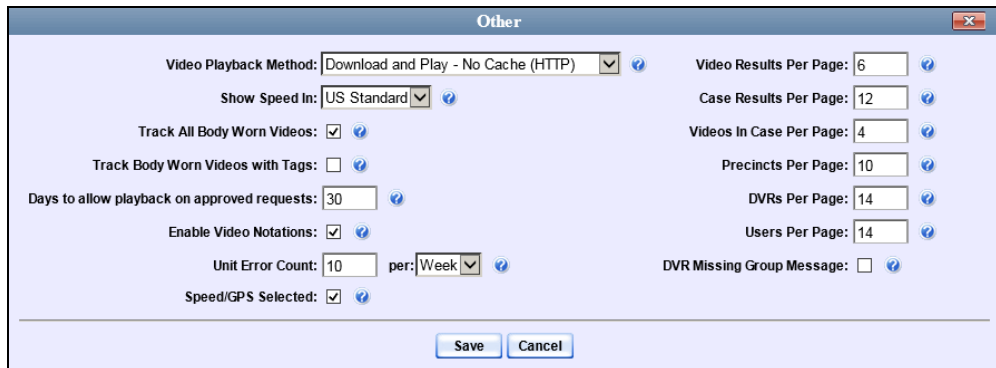 Other
Video Playback Method: Download and Play - No Cache (HTTP)
Show Speed In: US Standard
Track All Body Worn Videos:
Track Body Worn Videos with Tags:
Days to allow playback on approved requests: 30
Enable Video Notations:
Unit Error Count: 10 per: Week
Speed/GPS Selected:
Video Results Per Page: 6
Case Results Per Page: 12
Videos In Case Per Page: 4
Precincts Per Page: 10
DVRs Per Page: 14
Users Per Page: 14
DVR Missing Group Message:
Save Cancel